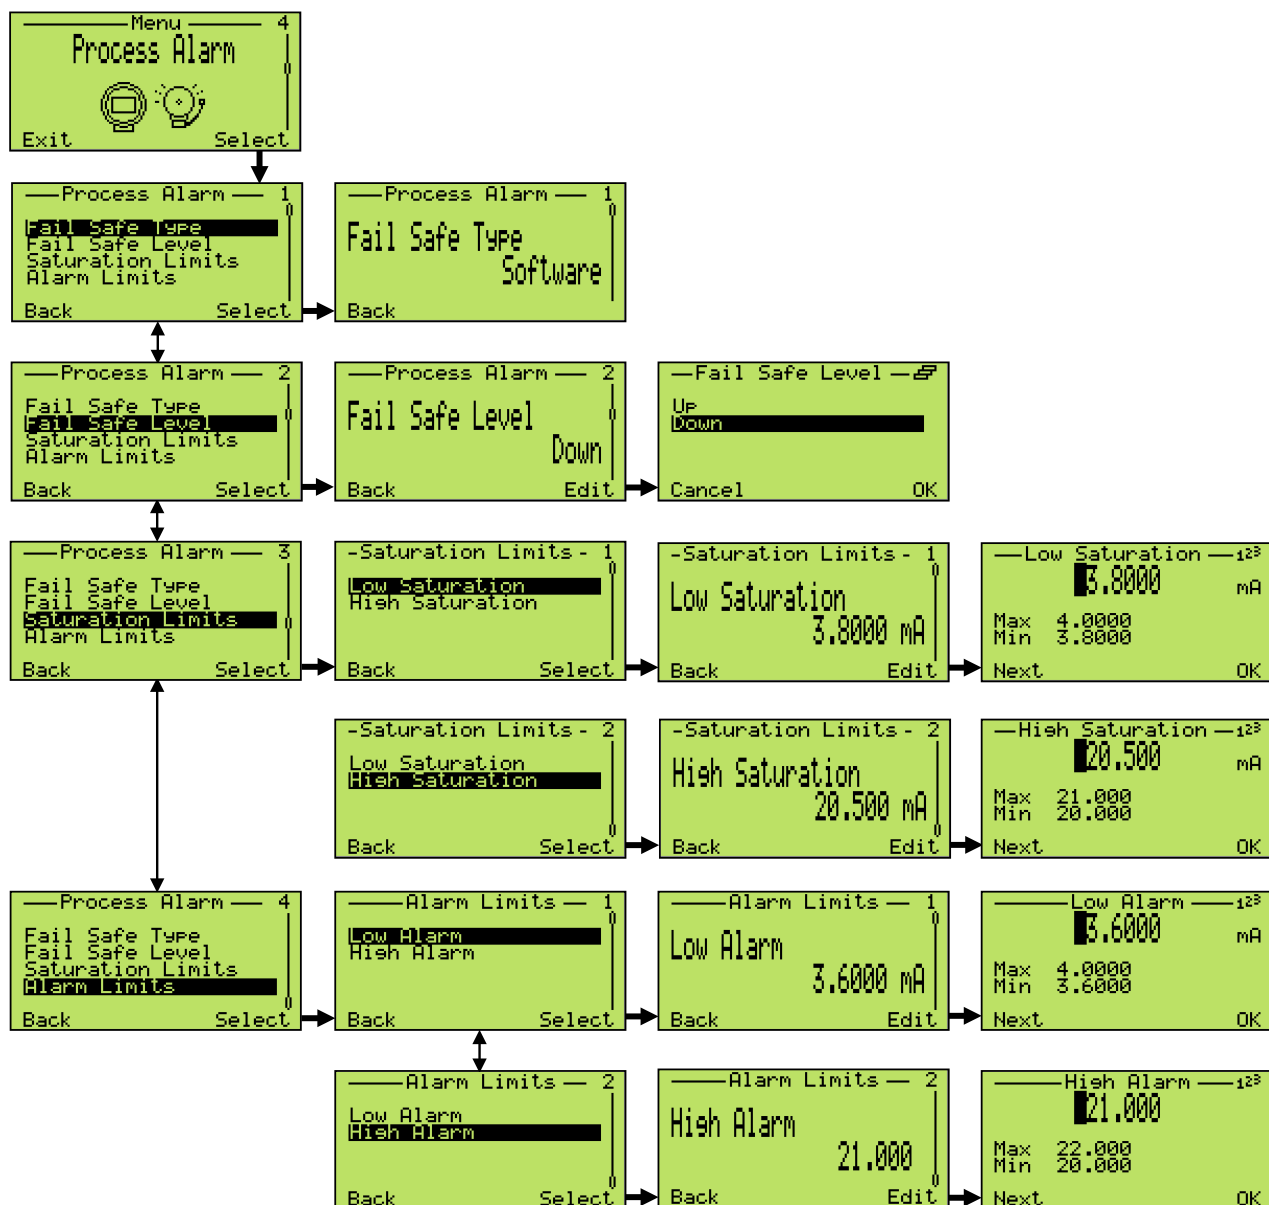 Menu 4
Process Alarm
Exit Select
Process Alarm 1
Fail Safe Type
Fail Safe Level
Saturation Limits
Alarm Limits
Back Select
Process Alarm 1
Fail Safe Type
Software
Back
Process Alarm 2
Fail Safe Type
Fail Safe Level
Saturation Limits
Alarm Limits
Back Select
Process Alarm 2
Fail Safe Level
Down
Back Edit
Fail Safe Level
Up
Down
Cancel OK
Process Alarm 3
Fail Safe Type
Fail Safe Level
Saturation Limits
Alarm Limits
Back Select
-Saturation Limits- 1
Low Saturation
High Saturation
Back Select
-Saturation Limits- 1
Low Saturation
3.8000 mA
Back Edit
Low Saturation 123
3.8000 mA
Max 4.0000
Min 3.8000
Next OK
-Saturation Limits- 2
Low Saturation
High Saturation
Back Select
-Saturation Limits- 2
High Saturation
20.500 mA
Back Edit
High Saturation 123
20.500 mA
Max 21.000
Min 20.000
Next OK
Process Alarm 4
Fail Safe Type
Fail Safe Level
Saturation Limits
Alarm Limits
Back Select
Alarm Limits 1
Low Alarm
High Alarm
Back Select
Alarm Limits 1
Low Alarm
3.6000 mA
Back Edit
Low Alarm 123
3.6000 mA
Max 4.0000
Min 3.6000
Next OK
Alarm Limits 2
Low Alarm
High Alarm
Back Select
Alarm Limits 2
High Alarm
21.000
Back Edit
High Alarm 123
21.000
Max 22.000
Min 20.000
Next OK